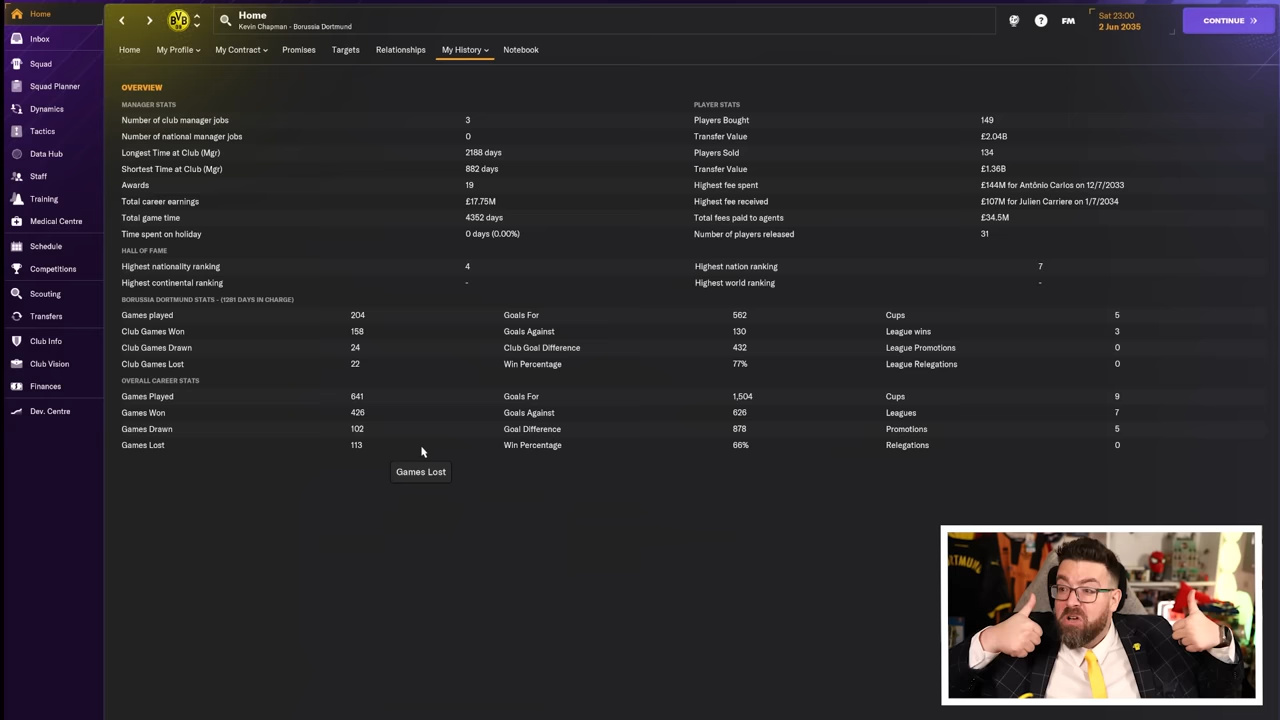 Home
Inbox
Squad
Squad Planner
Dynamics
Tactics
Data Hub
Staff
Training
Medical Centre
Schedule
Competitions
Scouting
Transfers
Club Info
Club Vision
Finances
Dev. Centre
BVB
09
Home
Kevin Chapman - Borussia Dortmund
?
FM
Sat 23:00
2 Jun 2035
CONTINUE
Home My Profile My Contract Promises Targets Relationships My History Notebook
OVERVIEW
MANAGER STATS
Number of club manager jobs 3
Number of national manager jobs 0
Longest Time at Club (Mgr) 2188 days
Shortest Time at Club (Mgr) 882 days
Awards 19
Total career earnings £17.75M
Total game time 4352 days
Time spent on holiday 0 days (0.00%)
PLAYER STATS
Players Bought 149
Transfer Value £2.04B
Players Sold 134
Transfer Value £1.36B
Highest fee spent £144M for Antônio Carlos on 12/7/2033
Highest fee received £107M for Julien Carriere on 1/7/2034
Total fees paid to agents £34.5M
Number of players released 31
HALL OF FAME
Highest nationality ranking 4 Highest nation ranking 7
Highest continental ranking - Highest world ranking -
BORUSSIA DORTMUND STATS - (1281 DAYS IN CHARGE)
Games played 204 Goals For 562 Cups 5
Club Games Won 158 Goals Against 130 League wins 3
Club Games Drawn 24 Club Goal Difference 432 League Promotions 0
Club Games Lost 22 Win Percentage 77% League Relegations 0
OVERALL CAREER STATS
Games Played 641 Goals For 1,504 Cups 9
Games Won 426 Goals Against 626 Leagues 7
Games Drawn 102 Goal Difference 878 Promotions 5
Games Lost 113 Win Percentage 66% Relegations 0
Games Lost